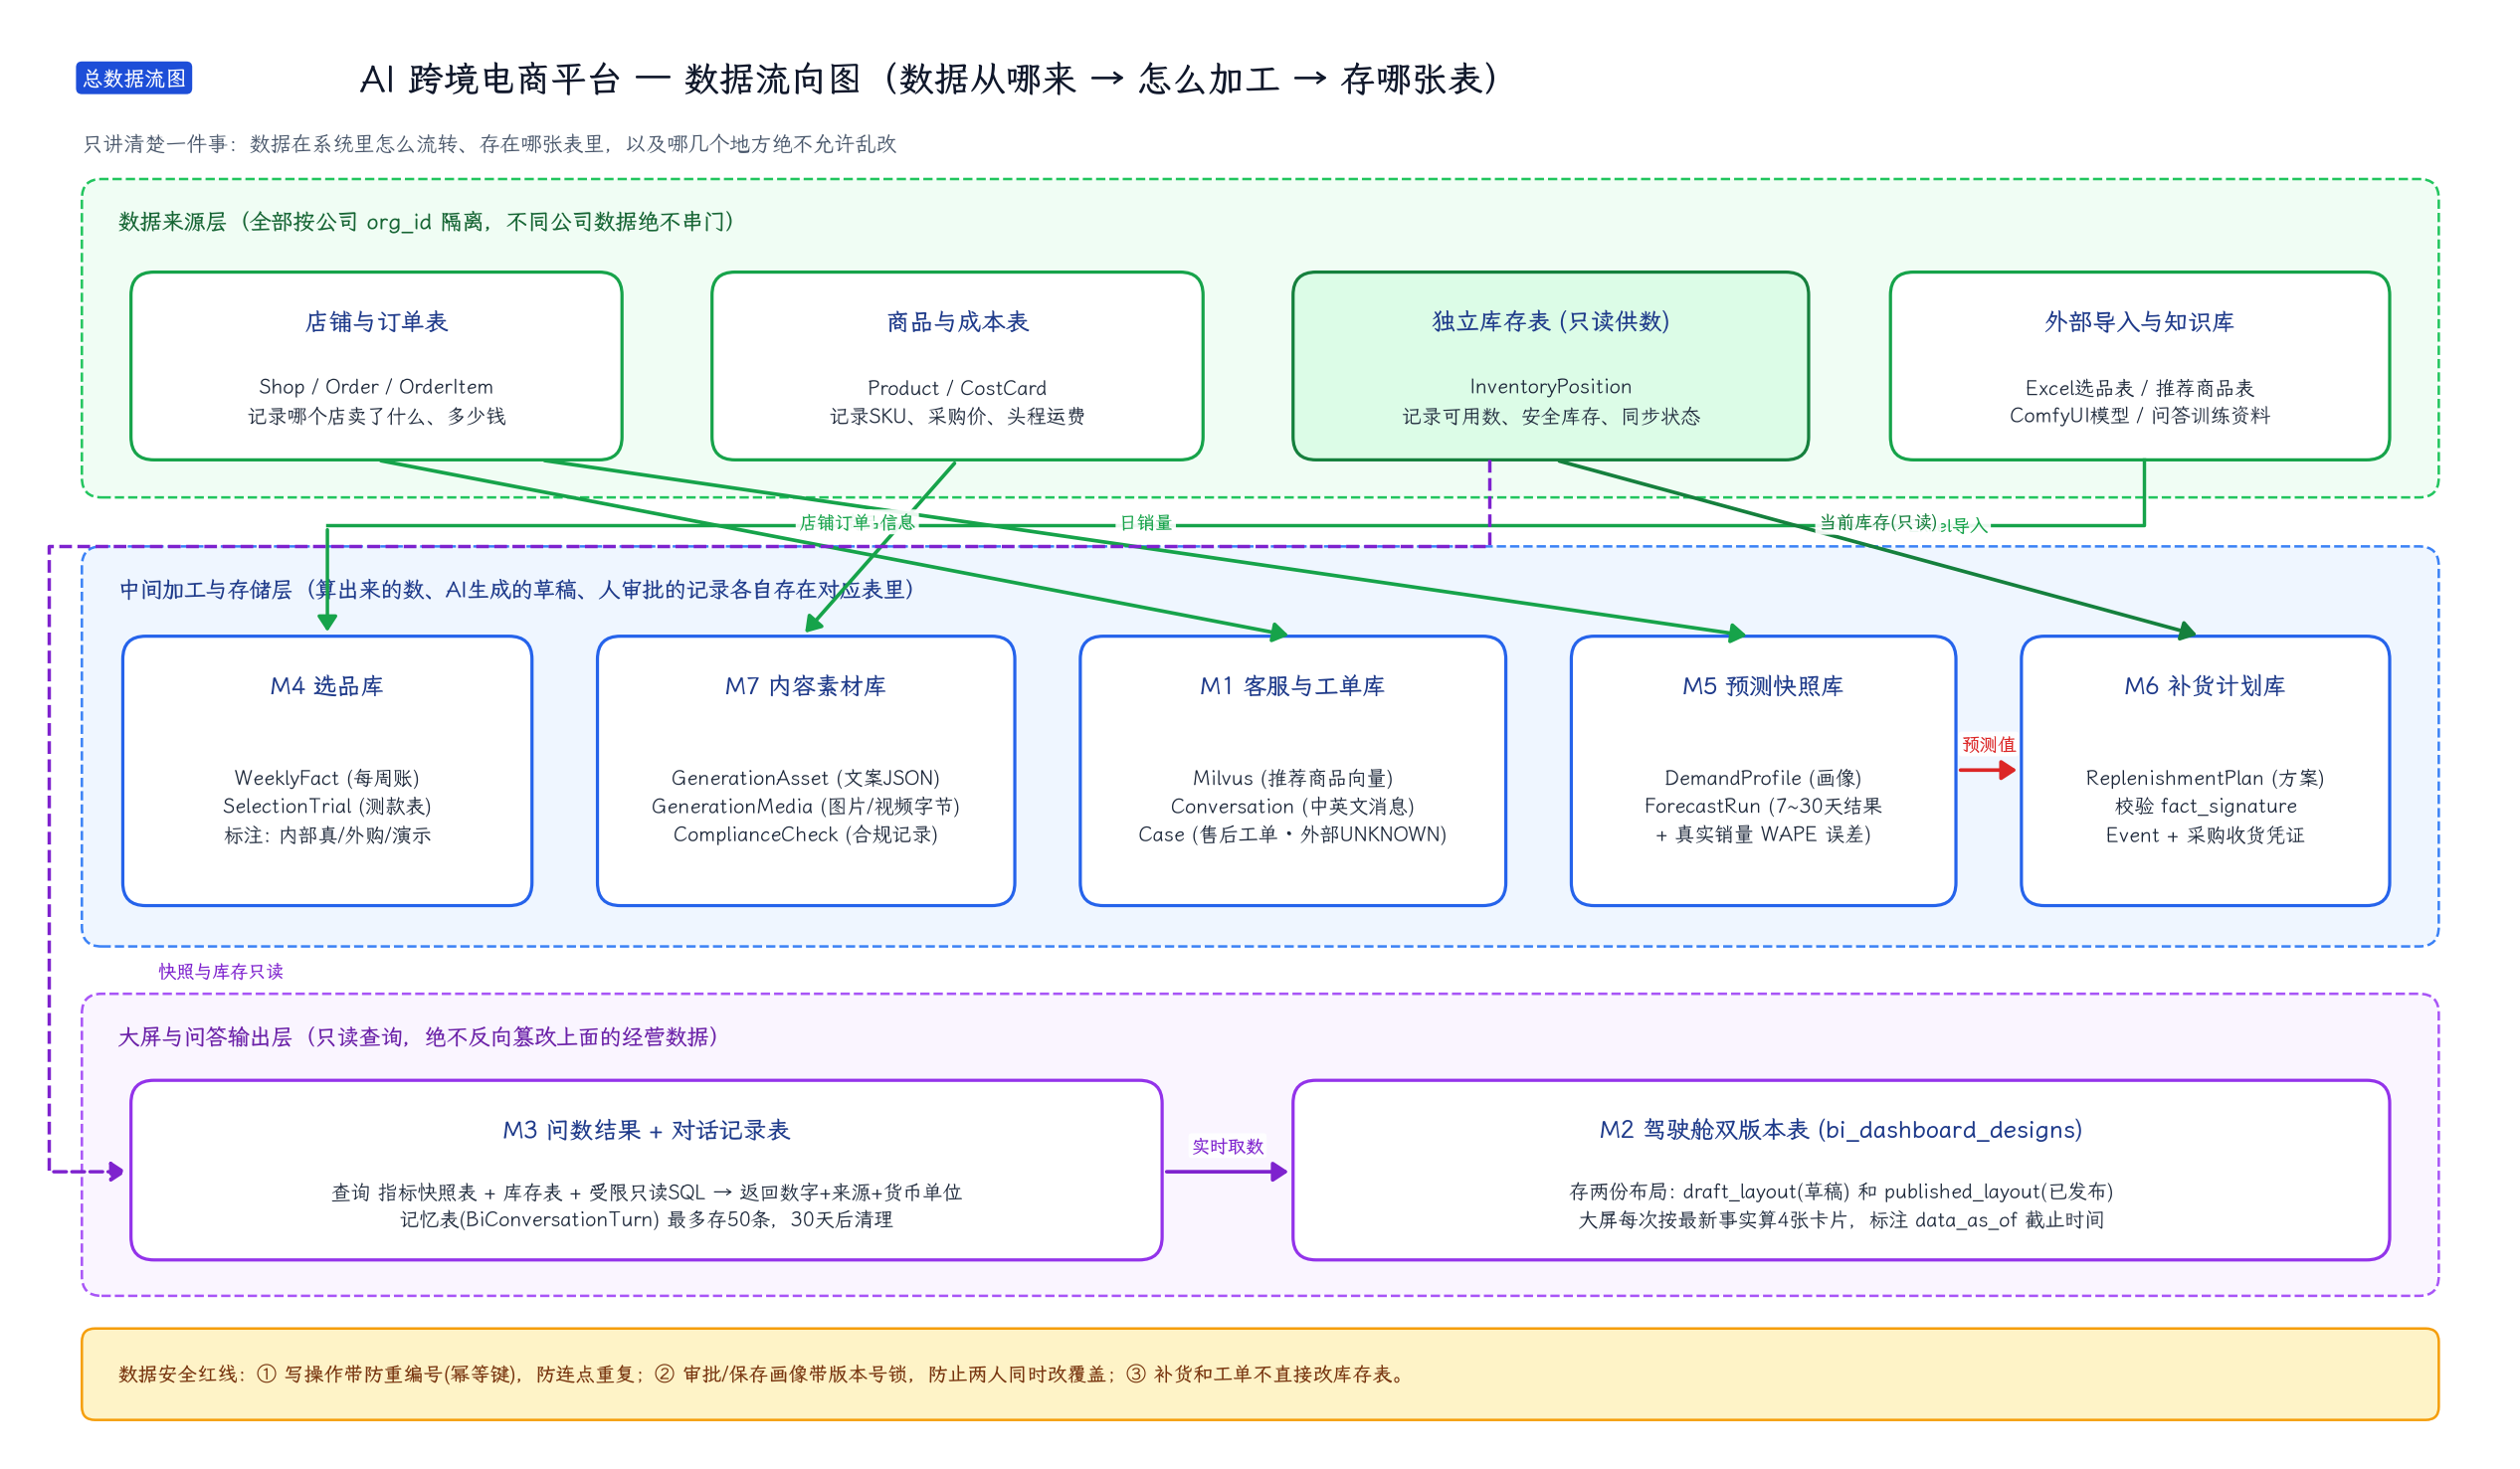 总数据流图
AI 跨境电商平台 — 数据流向图（数据从哪来 → 怎么加工 → 存哪张表）
只讲清楚一件事：数据在系统里怎么流转、存在哪张表里，以及哪几个地方绝不允许乱改
数据来源层（全部按公司 org_id 隔离，不同公司数据绝不串门）
店铺与订单表
Shop / Order / OrderItem
记录哪个店卖了什么、多少钱
商品与成本表
Product / CostCard
记录SKU、采购价、头程运费
独立库存表 (只读供数)
InventoryPosition
记录可用数、安全库存、同步状态
外部导入与知识库
Excel选品表 / 推荐商品表
ComfyUI模型 / 问答训练资料
店铺订单
信息
日销量
当前库存(只读)
el导入
中间加工与存储层（算出来的数、AI生成的草稿、人审批的记录各自存在对应表里）
M4 选品库
WeeklyFact (每周账)
SelectionTrial (测款表)
标注: 内部真/外购/演示
M7 内容素材库
GenerationAsset (文案JSON)
GenerationMedia (图片/视频字节)
ComplianceCheck (合规记录)
M1 客服与工单库
Milvus (推荐商品向量)
Conversation (中英文消息)
Case (售后工单·外部UNKNOWN)
M5 预测快照库
DemandProfile (画像)
ForecastRun (7~30天结果
+ 真实销量 WAPE 误差)
预测值
M6 补货计划库
ReplenishmentPlan (方案)
校验 fact_signature
Event + 采购收货凭证
快照与库存只读
大屏与问答输出层（只读查询，绝不反向篡改上面的经营数据）
M3 问数结果 + 对话记录表
查询 指标快照表 + 库存表 + 受限只读SQL → 返回数字+来源+货币单位
记忆表(BiConversationTurn) 最多存50条，30天后清理
实时取数
M2 驾驶舱双版本表 (bi_dashboard_designs)
存两份布局: draft_layout(草稿) 和 published_layout(已发布)
大屏每次按最新事实算4张卡片，标注 data_as_of 截止时间
数据安全红线：① 写操作带防重编号(幂等键)，防连点重复；② 审批/保存画像带版本号锁，防止两人同时改覆盖；③ 补货和工单不直接改库存表。